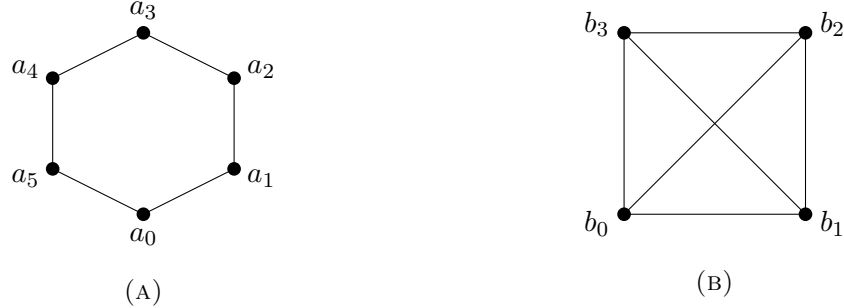 a₃
b₃ b₂
a₄ a₂
a₅ a₁
b₀ b₁
a₀
(A) (B)